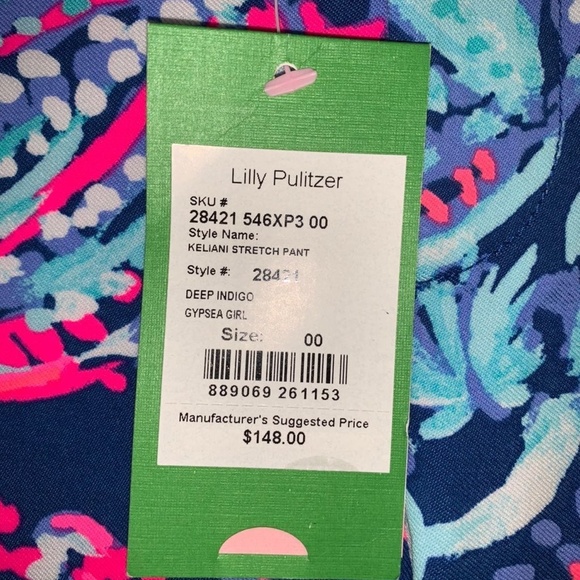 Lilly Pulitzer
SKU #
28421 546XP3 00
Style Name:
KELIANI STRETCH PANT
Style #: 28421
DEEP INDIGO
GYPSEA GIRL
Size: 00
889069 261153
Manufacturer's Suggested Price
$148.00